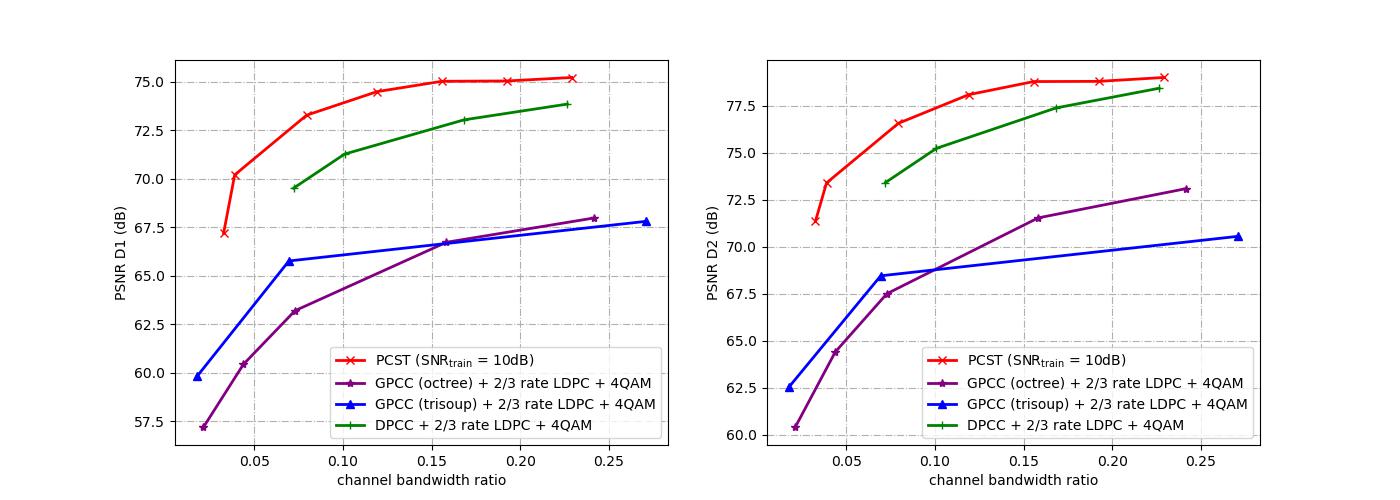 75.0
72.5
70.0
67.5
65.0
62.5
60.0
57.5
PSNR D1 (dB)
0.05 0.10 0.15 0.20 0.25
channel bandwidth ratio
PCST (SNRtrain = 10dB)
GPCC (octree) + 2/3 rate LDPC + 4QAM
GPCC (trisoup) + 2/3 rate LDPC + 4QAM
DPCC + 2/3 rate LDPC + 4QAM
77.5
75.0
72.5
70.0
67.5
65.0
62.5
60.0
PSNR D2 (dB)
0.05 0.10 0.15 0.20 0.25
channel bandwidth ratio
PCST (SNRtrain = 10dB)
GPCC (octree) + 2/3 rate LDPC + 4QAM
GPCC (trisoup) + 2/3 rate LDPC + 4QAM
DPCC + 2/3 rate LDPC + 4QAM